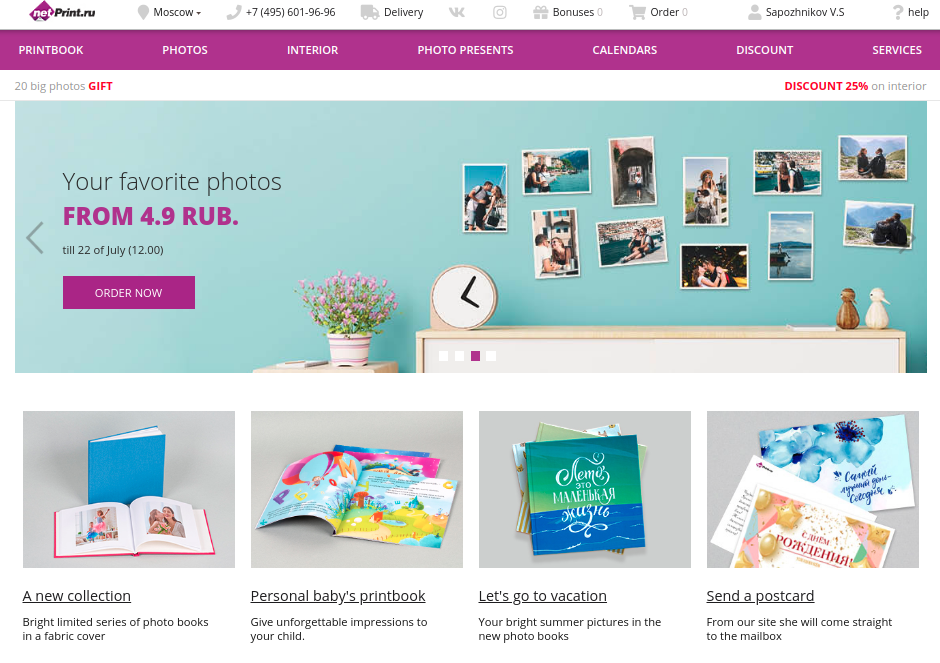 netPrint.ru
Moscow
+7 (495) 601-96-96
Delivery
Bonuses 0
Order 0
Sapozhnikov V.S
help
PRINTBOOK
PHOTOS
INTERIOR
PHOTO PRESENTS
CALENDARS
DISCOUNT
SERVICES
20 big photos GIFT
DISCOUNT 25% on interior
Your favorite photos
FROM 4.9 RUB.
till 22 of July (12.00)
ORDER NOW
Лето
это
маленькая
жизнь
Самый
лучший день-
Сегодня
С ДНЁМ
РОЖДЕНИЯ!
A new collection
Bright limited series of photo books
in a fabric cover
Personal baby's printbook
Give unforgettable impressions to
your child.
Let's go to vacation
Your bright summer pictures in the
new photo books
Send a postcard
From our site she will come straight
to the mailbox